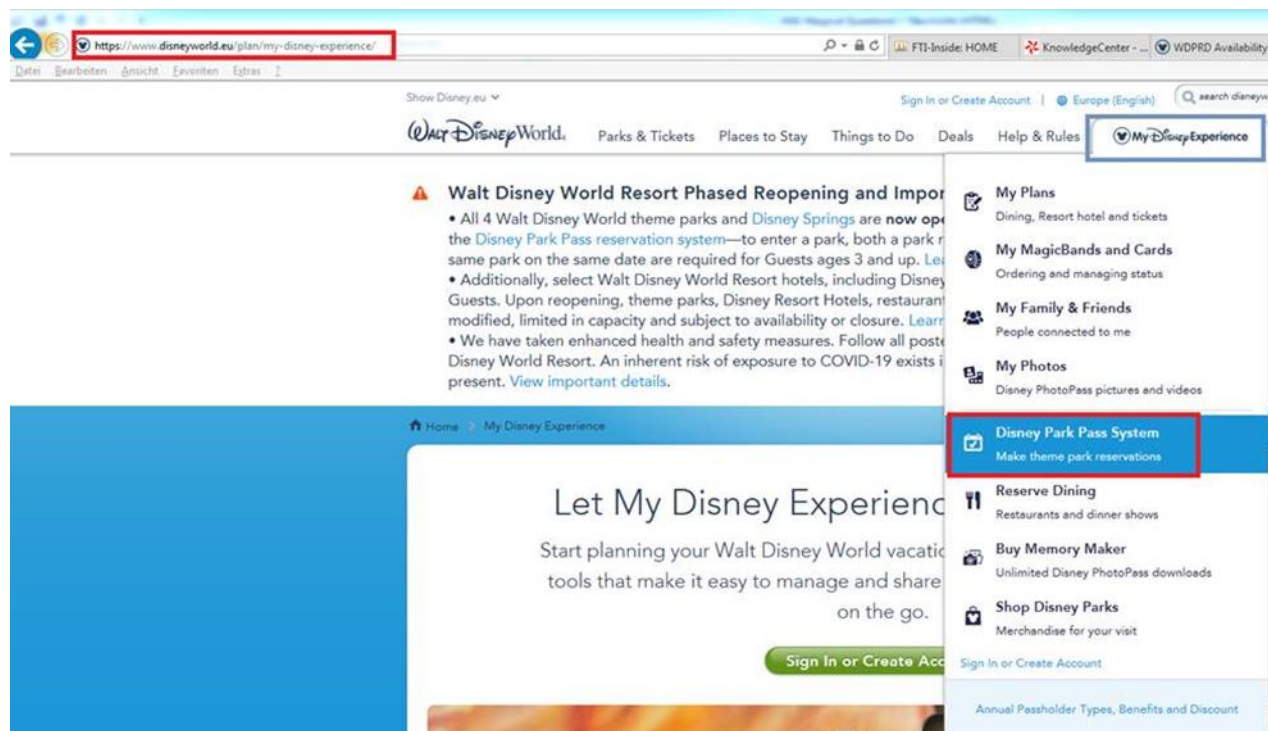 https://www.disneyworld.eu/plan/my-disney-experience/
FTI-Inside: HOME
KnowledgeCenter - ...
WDPRD Availability
Datei Bearbeiten Ansicht Favoriten Extras ?
Show Disney.eu
Sign In or Create Account | Europe (English)
search disneyw
Walt Disney World.
Parks & Tickets Places to Stay Things to Do Deals Help & Rules My Disney Experience
Walt Disney World Resort Phased Reopening and Impor
• All 4 Walt Disney World theme parks and Disney Springs are now ope
the Disney Park Pass reservation system—to enter a park, both a park r
same park on the same date are required for Guests ages 3 and up. Lea
• Additionally, select Walt Disney World Resort hotels, including Disney
Guests. Upon reopening, theme parks, Disney Resort Hotels, restauran
modified, limited in capacity and subject to availability or closure. Learn
• We have taken enhanced health and safety measures. Follow all poste
Disney World Resort. An inherent risk of exposure to COVID-19 exists i
present. View important details.
Home > My Disney Experience
Let My Disney Experienc
Start planning your Walt Disney World vacatio
tools that make it easy to manage and share
on the go.
Sign In or Create Acc
My Plans
Dining, Resort hotel and tickets
My MagicBands and Cards
Ordering and managing status
My Family & Friends
People connected to me
My Photos
Disney PhotoPass pictures and videos
Disney Park Pass System
Make theme park reservations
Reserve Dining
Restaurants and dinner shows
Buy Memory Maker
Unlimited Disney PhotoPass downloads
Shop Disney Parks
Merchandise for your visit
Sign In or Create Account
Annual Passholder Types, Benefits and Discount